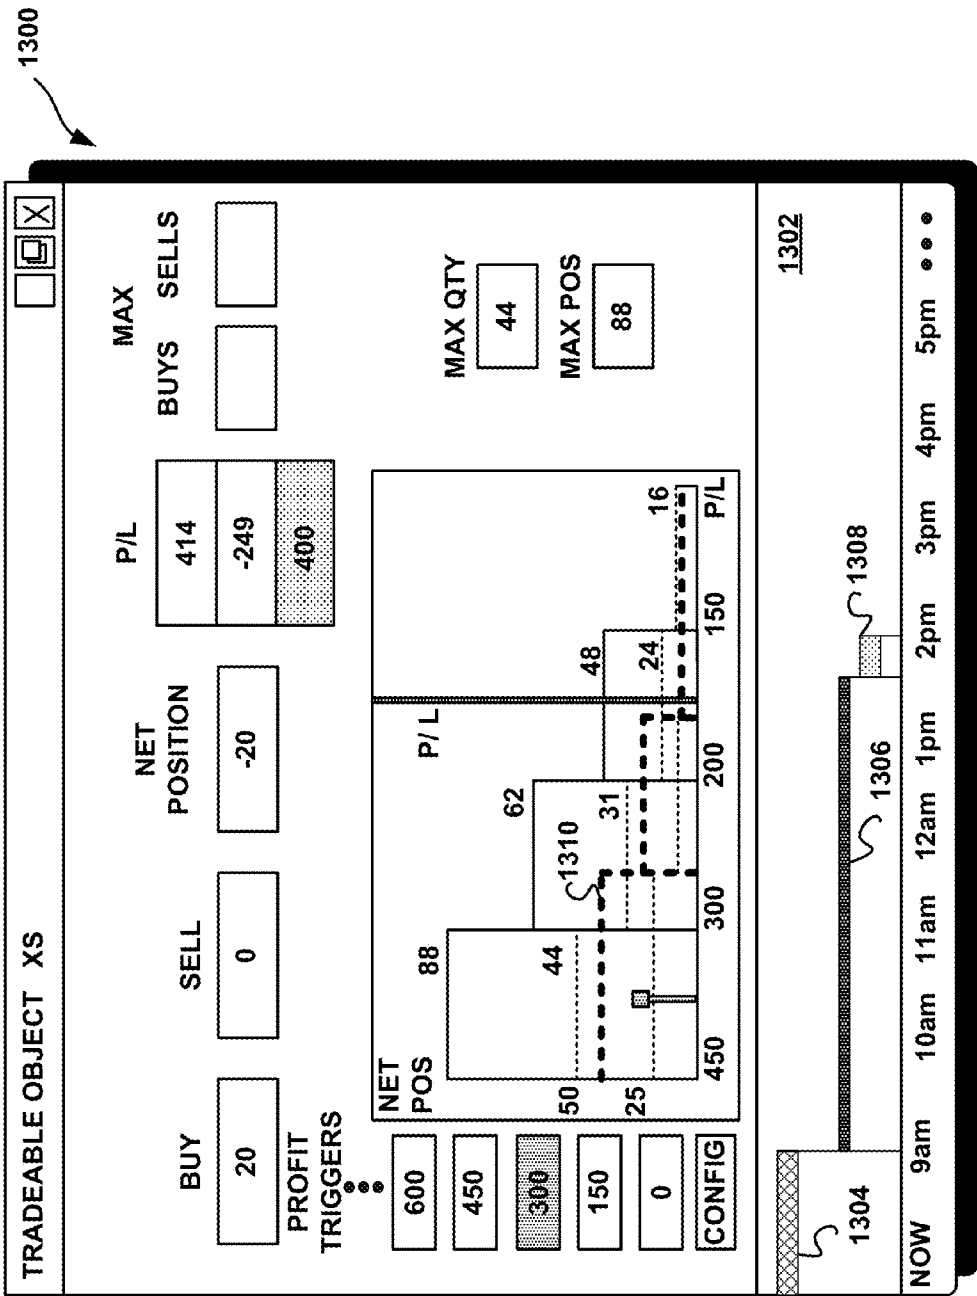 1300
TRADEABLE OBJECT XS
X
BUY
SELL
NET
POSITION
P/L
MAX
BUYS SELLS
20
0
-20
414
-249
400
PROFIT
TRIGGERS
600
450
300
150
0
CONFIG
NET
POS
88
62
48
P/ L
50
44
1310
31
24
16
25
450
300
200
150
P/L
MAX QTY
44
MAX POS
88
1302
1304
1306
1308
NOW 9am 10am 11am 12am 1pm 2pm 3pm 4pm 5pm